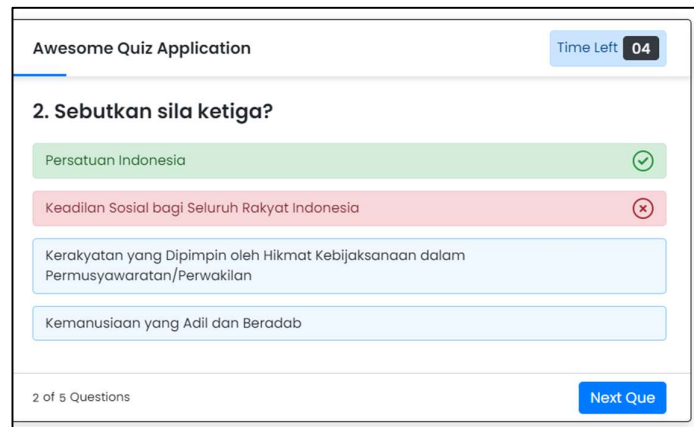 Awesome Quiz Application
Time Left 04
2. Sebutkan sila ketiga?
Persatuan Indonesia
Keadilan Sosial bagi Seluruh Rakyat Indonesia
Kerakyatan yang Dipimpin oleh Hikmat Kebijaksanaan dalam
Permusyawaratan/Perwakilan
Kemanusiaan yang Adil dan Beradab
2 of 5 Questions
Next Que